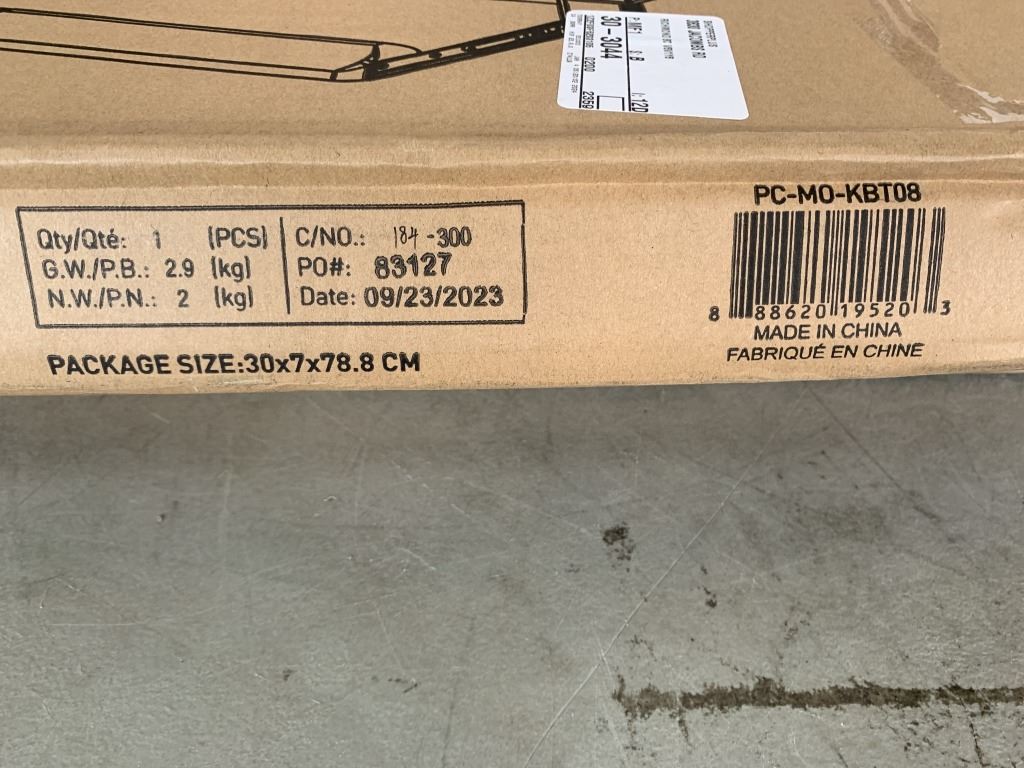 30-3044
0200
PC-MO-KBT08
Qty/Qté: 1 (PCS)
G.W./P.B.: 2.9 (kg)
N.W./P.N.: 2 (kg)
C/NO.: 184-300
PO#: 83127
Date: 09/23/2023
8 88620 19520 3
MADE IN CHINA
FABRIQUÉ EN CHINE
PACKAGE SIZE:30x7x78.8 CM